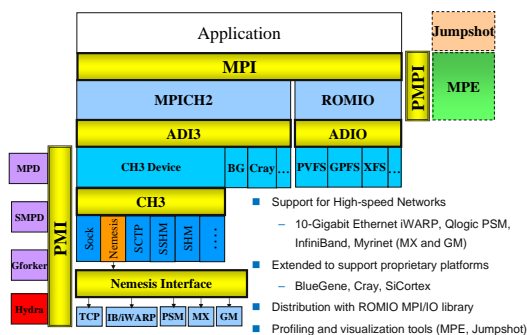 Application
Jumpshot
MPI
PMPI
MPE
MPICH2
ROMIO
ADI3
ADIO
CH3 Device
BG
Cray
...
PVFS
GPFS
XFS
...
MPD
SMPD
Gforker
Hydra
PMI
CH3
Sock
Nemesis
SCTP
SSHM
SHM
....
Nemesis Interface
TCP
IB/iWARP
PSM
MX
GM
■ Support for High-speed Networks
– 10-Gigabit Ethernet iWARP, Qlogic PSM,
InfiniBand, Myrinet (MX and GM)
■ Extended to support proprietary platforms
– BlueGene, Cray, SiCortex
■ Distribution with ROMIO MPI/IO library
■ Profiling and visualization tools (MPE, Jumpshot)